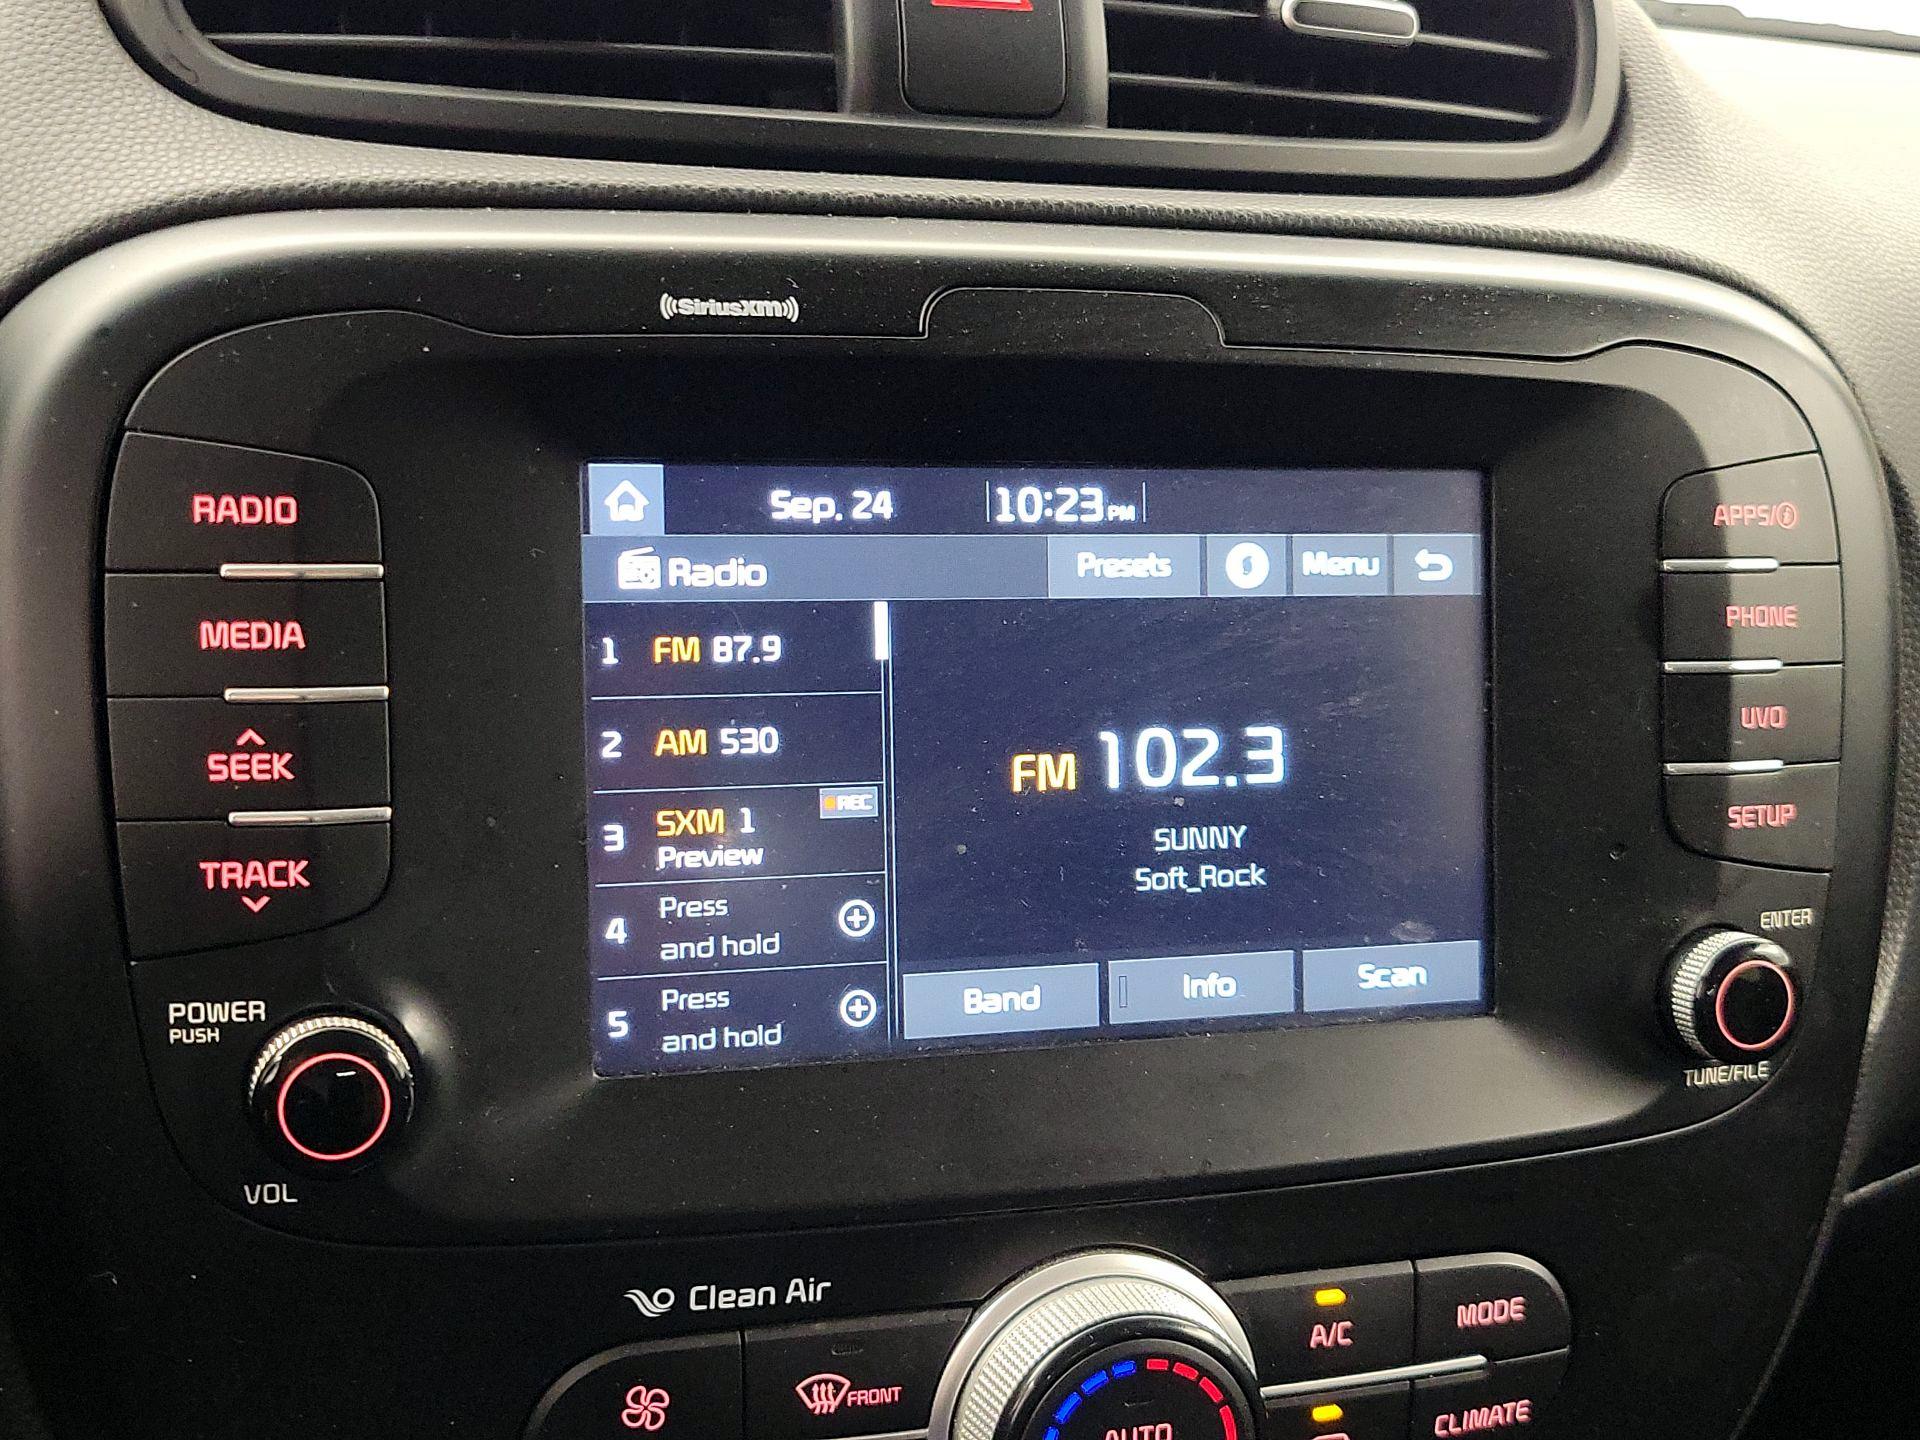 SiriusXM
RADIO
MEDIA
SEEK
TRACK
POWER
PUSH
VOL
Sep. 24
10:23 PM
Radio
Presets
Menu
1 FM 87.9
2 AM 530
3 SXM 1
REC
Preview
4 Press
and hold
5 Press
and hold
FM 102.3
SUNNY
Soft_Rock
Band
Info
Scan
APPS/i
PHONE
UVO
SETUP
ENTER
TUNE/FILE
Clean Air
FRONT
AUTO
A/C
MODE
CLIMATE